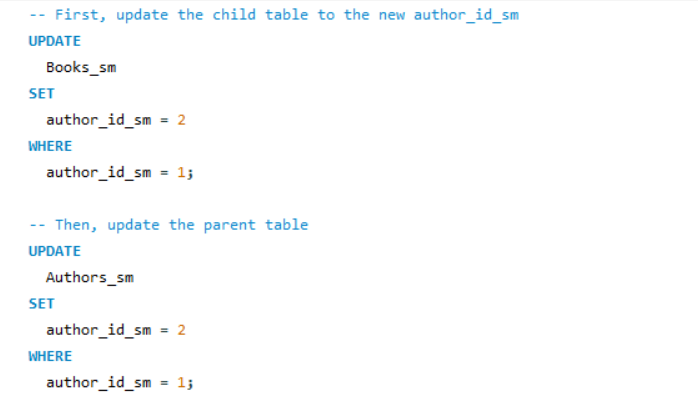 -- First, update the child table to the new author_id_sm
UPDATE
Books_sm
SET
author_id_sm = 2
WHERE
author_id_sm = 1;
-- Then, update the parent table
UPDATE
Authors_sm
SET
author_id_sm = 2
WHERE
author_id_sm = 1;